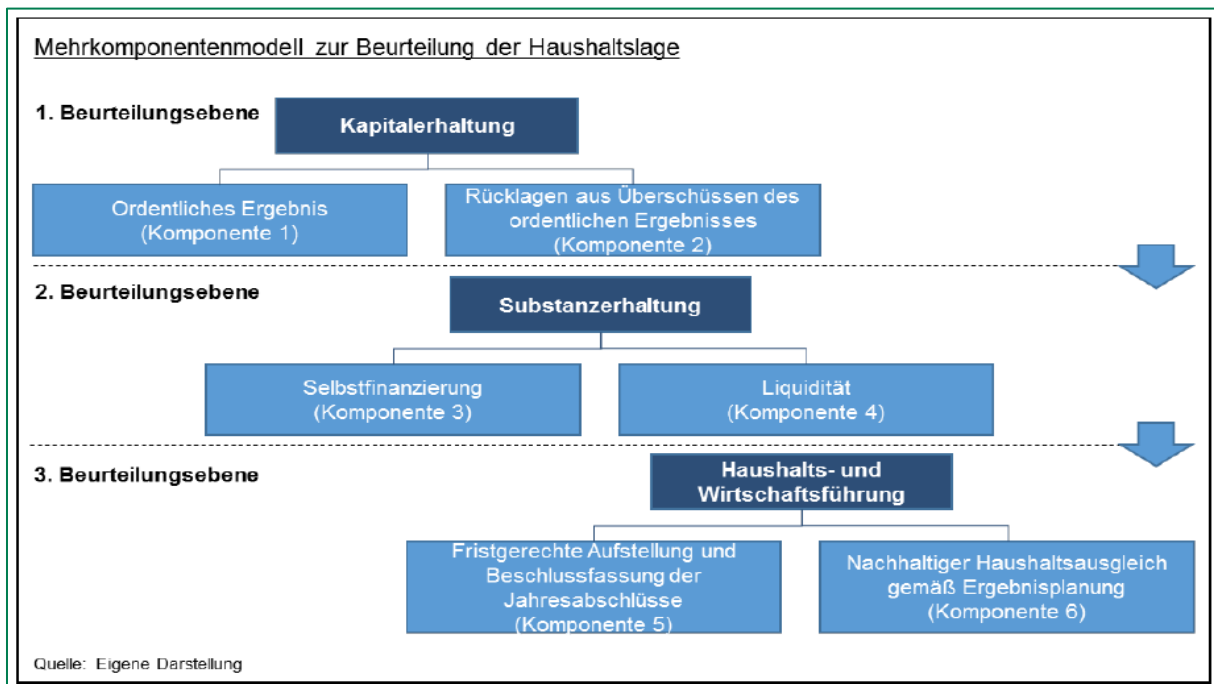 Mehrkomponentenmodell zur Beurteilung der Haushaltslage
1. Beurteilungsebene
Kapitalerhaltung
Ordentliches Ergebnis
(Komponente 1)
Rücklagen aus Überschüssen des
ordentlichen Ergebnisses
(Komponente 2)
2. Beurteilungsebene
Substanzerhaltung
Selbstfinanzierung
(Komponente 3)
Liquidität
(Komponente 4)
3. Beurteilungsebene
Haushalts- und
Wirtschaftsführung
Fristgerechte Aufstellung und
Beschlussfassung der
Jahresabschlüsse
(Komponente 5)
Nachhaltiger Haushaltsausgleich
gemäß Ergebnisplanung
(Komponente 6)
Quelle: Eigene Darstellung